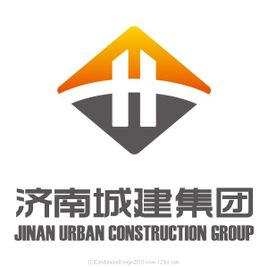 济南城建集团
JINAN URBAN CONSTRUCTION GROUP